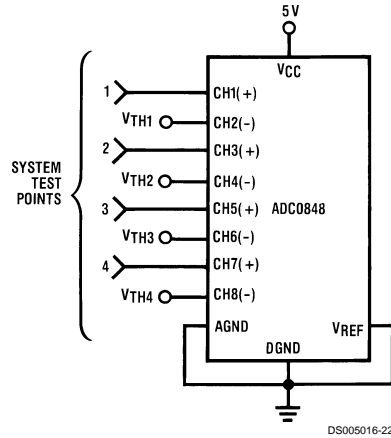 5V
VCC
1 CH1(+)
VTH1 CH2(-)
2 CH3(+)
SYSTEM
TEST
POINTS
VTH2 CH4(-)
3 CH5(+) ADC0848
VTH3 CH6(-)
4 CH7(+)
VTH4 CH8(-)
AGND VREF
DGND
DS005016-22